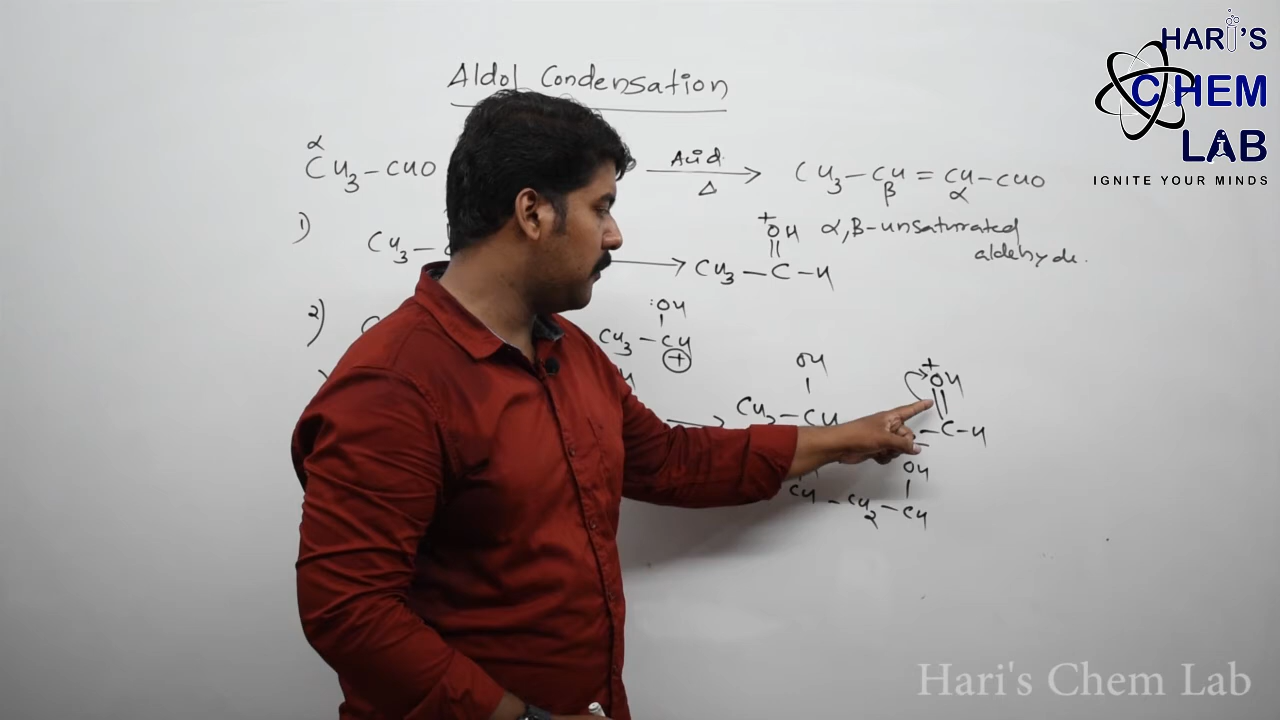 HARI'S
CHEM
LAB
IGNITE YOUR MINDS
Aldol Condensation
α
CH3-CHO
Acid
Δ
CH3-CH=CH-CHO
β α
α,β-unsaturated
aldehyde.
1)
CH3-
+
OH
||
CH3-C-H
2)
:OH
CH3-CH
+
OH
CH3-CH
+
OH
-C-H
OH
CH-CH2-CH
Hari's Chem Lab